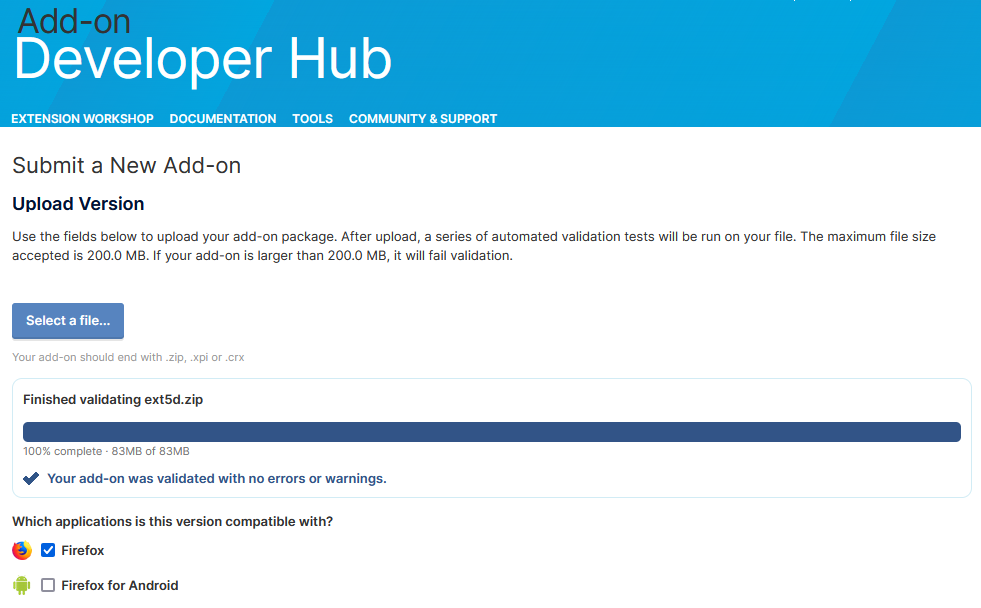 Add-on
Developer Hub
EXTENSION WORKSHOP DOCUMENTATION TOOLS COMMUNITY & SUPPORT
Submit a New Add-on
Upload Version
Use the fields below to upload your add-on package. After upload, a series of automated validation tests will be run on your file. The maximum file size
accepted is 200.0 MB. If your add-on is larger than 200.0 MB, it will fail validation.
Select a file...
Your add-on should end with .zip, .xpi or .crx
Finished validating ext5d.zip
100% complete · 83MB of 83MB
Your add-on was validated with no errors or warnings.
Which applications is this version compatible with?
Firefox
Firefox for Android